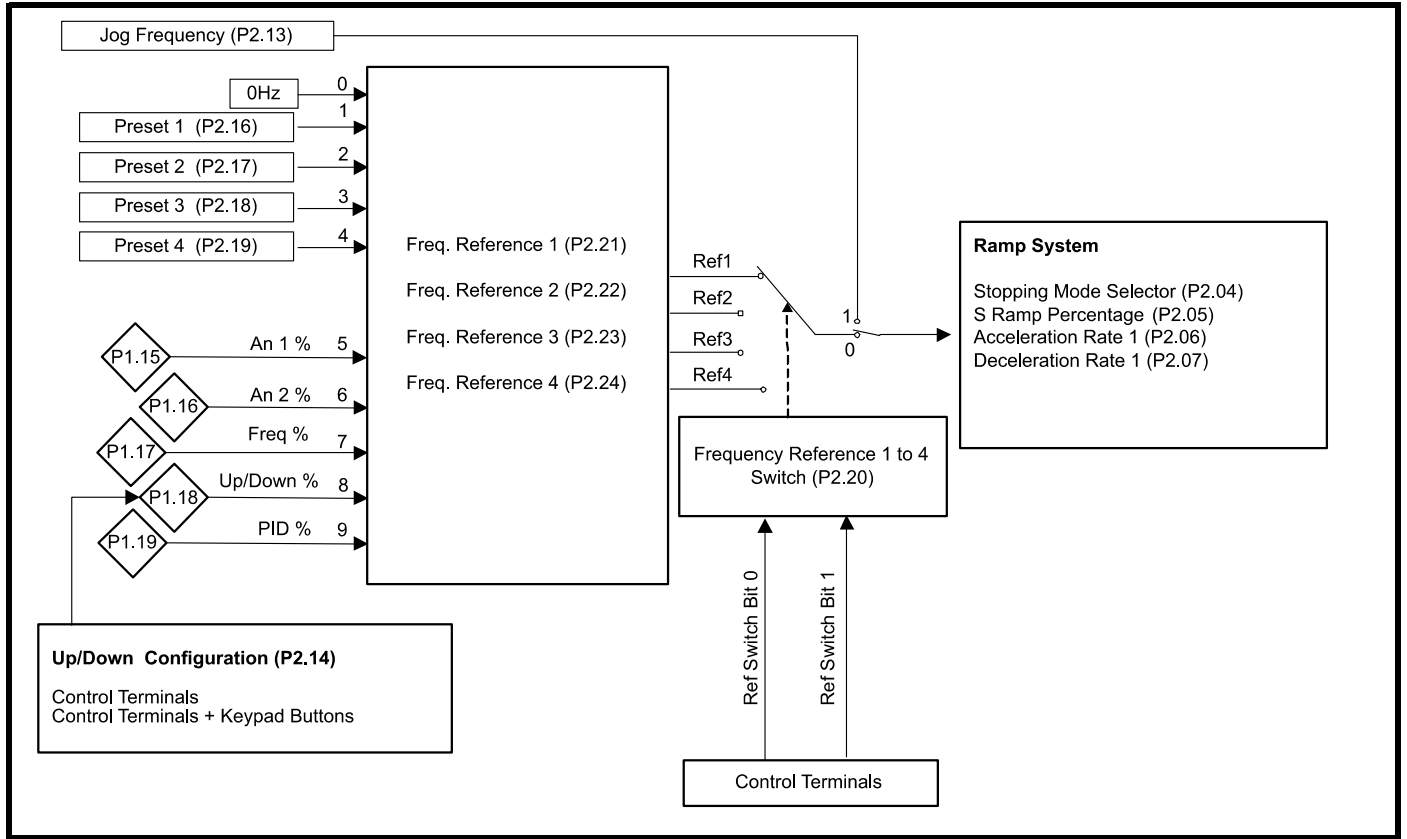 Jog Frequency (P2.13)
0Hz
0
1
Preset 1 (P2.16)
2
Preset 2 (P2.17)
3
Preset 3 (P2.18)
4
Preset 4 (P2.19)
P1.15
An 1 %
5
P1.16
An 2 %
6
P1.17
Freq %
7
P1.18
Up/Down %
8
P1.19
PID %
9
Freq. Reference 1 (P2.21)
Freq. Reference 2 (P2.22)
Freq. Reference 3 (P2.23)
Freq. Reference 4 (P2.24)
Ref1
Ref2
Ref3
Ref4
1
0
Ramp System
Stopping Mode Selector (P2.04)
S Ramp Percentage (P2.05)
Acceleration Rate 1 (P2.06)
Deceleration Rate 1 (P2.07)
Frequency Reference 1 to 4
Switch (P2.20)
Ref Switch Bit 0
Ref Switch Bit 1
Control Terminals
Up/Down Configuration (P2.14)
Control Terminals
Control Terminals + Keypad Buttons